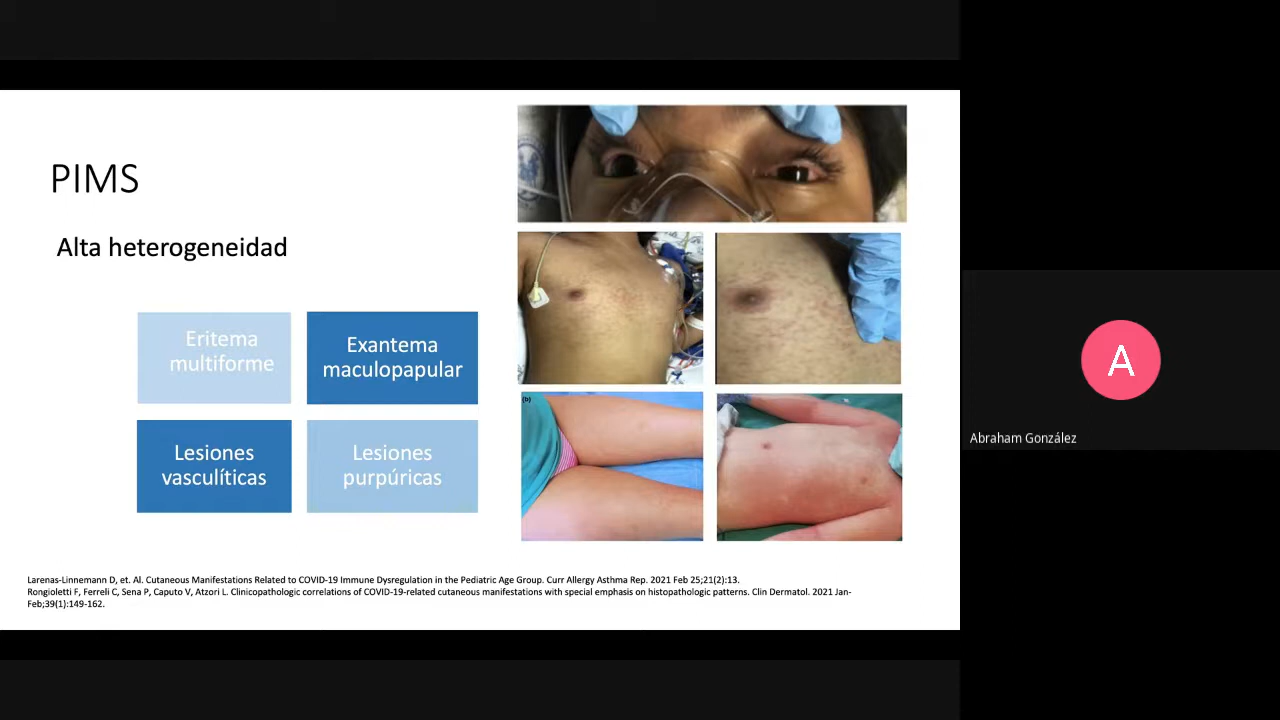 PIMS
Alta heterogeneidad
Eritema
multiforme
Exantema
maculopapular
Lesiones
vasculíticas
Lesiones
purpúricas
(b)
Larenas-Linnemann D, et. Al. Cutaneous Manifestations Related to COVID-19 Immune Dysregulation in the Pediatric Age Group. Curr Allergy Asthma Rep. 2021 Feb 25;21(2):13.
Rongioletti F, Ferreli C, Sena P, Caputo V, Atzori L. Clinicopathologic correlations of COVID-19-related cutaneous manifestations with special emphasis on histopathologic patterns. Clin Dermatol. 2021 Jan-
Feb;39(1):149-162.
A
Abraham González